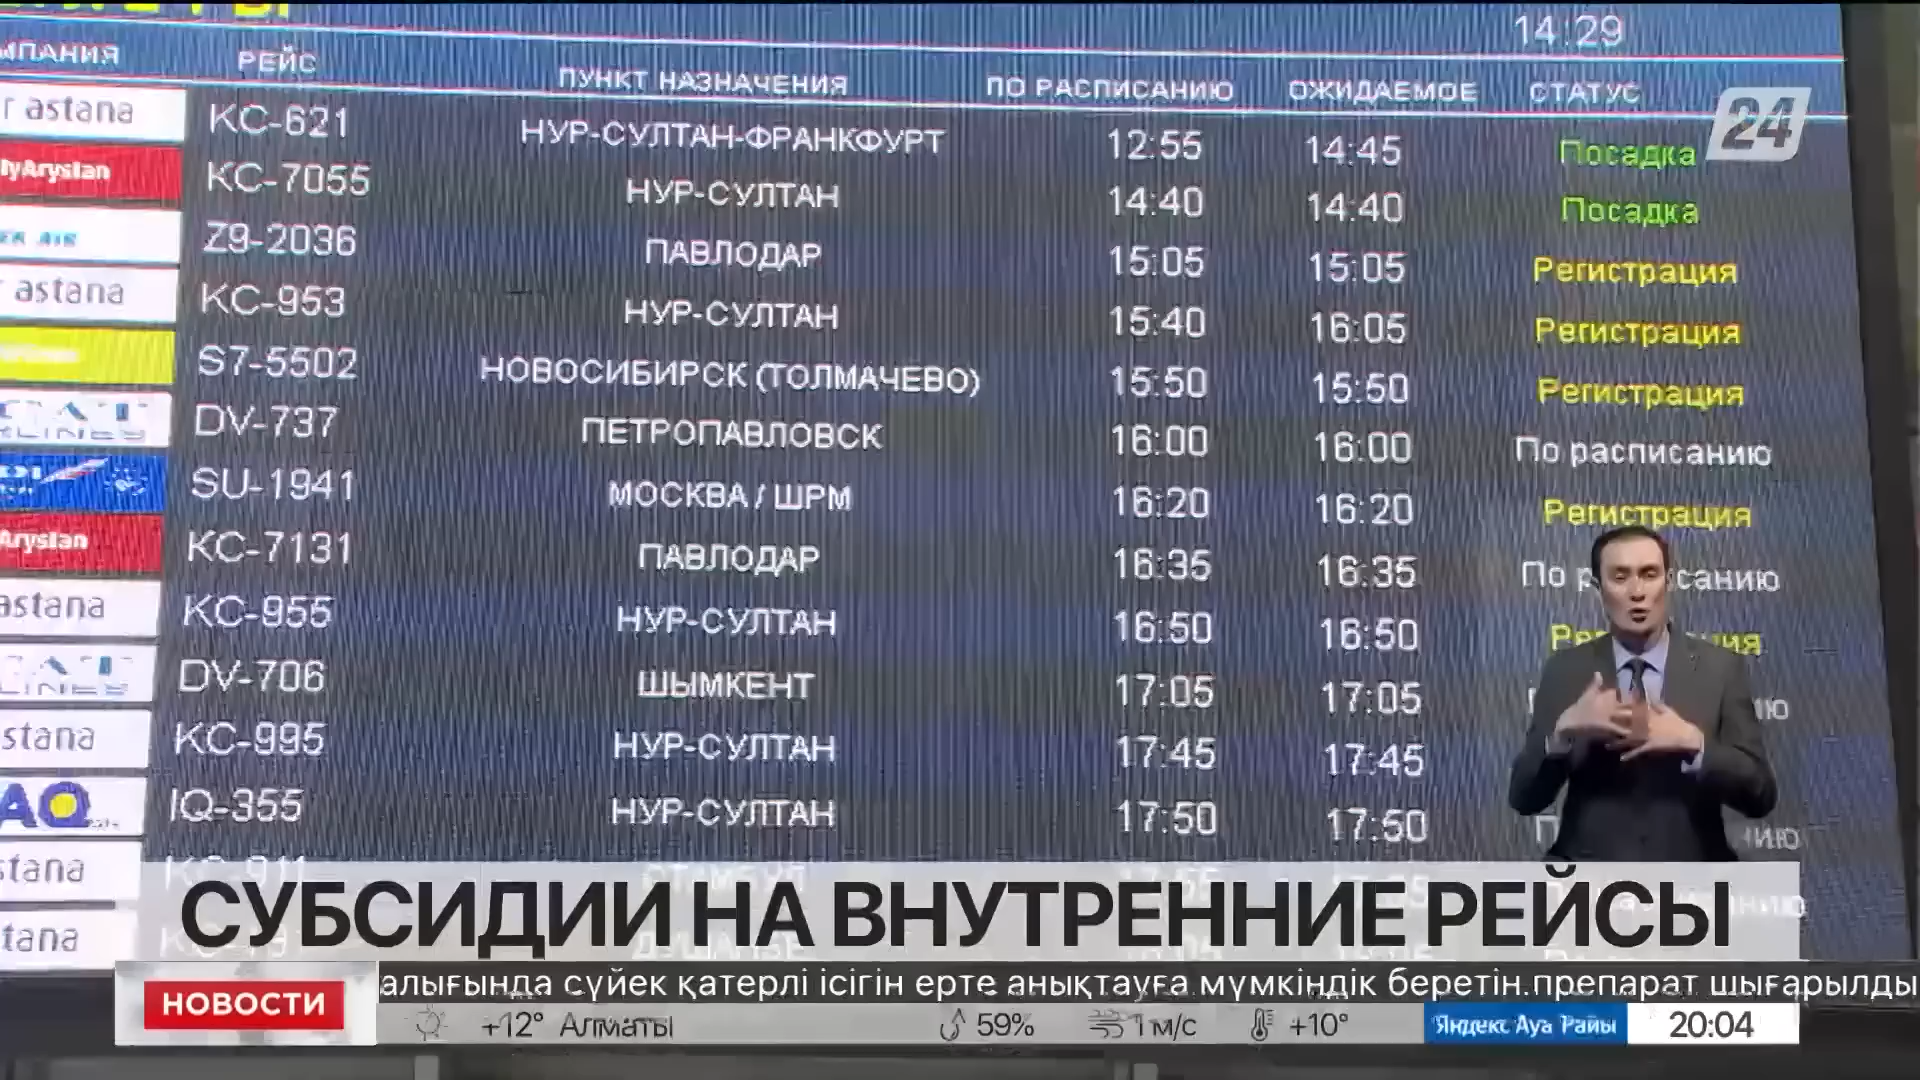 14:29
РЕЙС ПУНКТ НАЗНАЧЕНИЯ ПО РАСПИСАНИЮ ОЖИДАЕМОЕ СТАТУС
24
astana KC-621 НУР-СУЛТАН-ФРАНКФУРТ 12:55 14:45 Посадка
lyArystan KC-7055 НУР-СУЛТАН 14:40 14:40 Посадка
AIR Z9-2036 ПАВЛОДАР 15:05 15:05 Регистрация
astana KC-953 НУР-СУЛТАН 15:40 16:05 Регистрация
S7-5502 НОВОСИБИРСК (ТОЛМАЧЕВО) 15:50 15:50 Регистрация
DV-737 ПЕТРОПАВЛОВСК 16:00 16:00 По расписанию
SU-1941 МОСКВА / ШРМ 16:20 16:20 Регистрация
Arystan KC-7131 ПАВЛОДАР 16:35 16:35 По
astana KC-955 НУР-СУЛТАН 16:50 16:50
DV-706 ШЫМКЕНТ 17:05 17:05
stana KC-995 НУР-СУЛТАН 17:45 17:45
AQ IQ-355 НУР-СУЛТАН 17:50 17:50
stana
tana
СУБСИДИИ НА ВНУТРЕННИЕ РЕЙСЫ
НОВОСТИ
алығында сүйек қатерлі ісігін ерте анықтауға мүмкіндік беретін препарат шығарылды
+12° Алматы 59% 1 м/с +10° Яндекс Ауа Райы 20:04